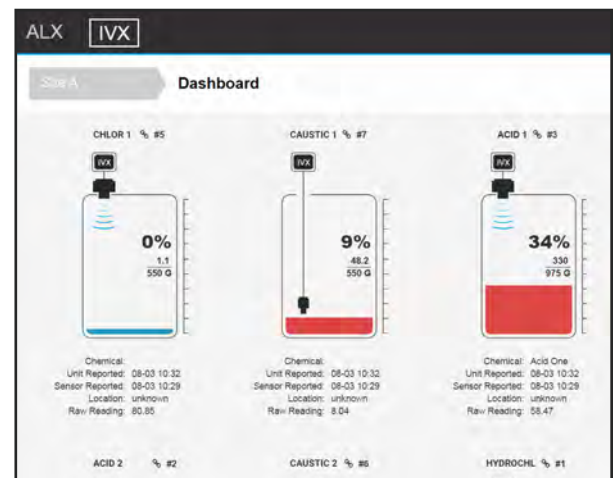 ALX IVX
Site A Dashboard
CHLOR 1 #5
IVX
0%
1.1
550 G
Chemical:
Unit Reported: 08-03 10:32
Sensor Reported: 08-03 10:29
Location: unknown
Raw Reading: 80.85
CAUSTIC 1 #7
IVX
9%
48.2
550 G
Chemical:
Unit Reported: 08-03 10:32
Sensor Reported: 08-03 10:29
Location: unknown
Raw Reading: 8.04
ACID 1 #3
IVX
34%
330
975 G
Chemical: Acid One
Unit Reported: 08-03 10:32
Sensor Reported: 08-03 10:29
Location: unknown
Raw Reading: 58.47
ACID 2 #2
CAUSTIC 2 #6
HYDROCHL #1